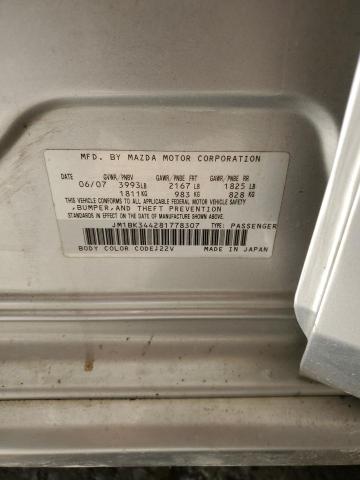 MFD. BY MAZDA MOTOR CORPORATION
GVWR/PNBV GAWR/PNBE FRT GAWR/PNBE RR
06/07 3993LB 2167 LB 1825 LB
1811KG 983 KG 828 KG
THIS VEHICLE CONFORMS TO ALL APPLICABLE FEDERAL MOTOR VEHICLE SAFETY
,BUMPER,AND THEFT PREVENTION
STANDARDS IN EFFECT ON THE DATE OF MANUFACTURE SHOWN ABOVE.
JM1BK344281778307 TYPE: PASSENGER
BODY COLOR CODE:22V MADE IN JAPAN